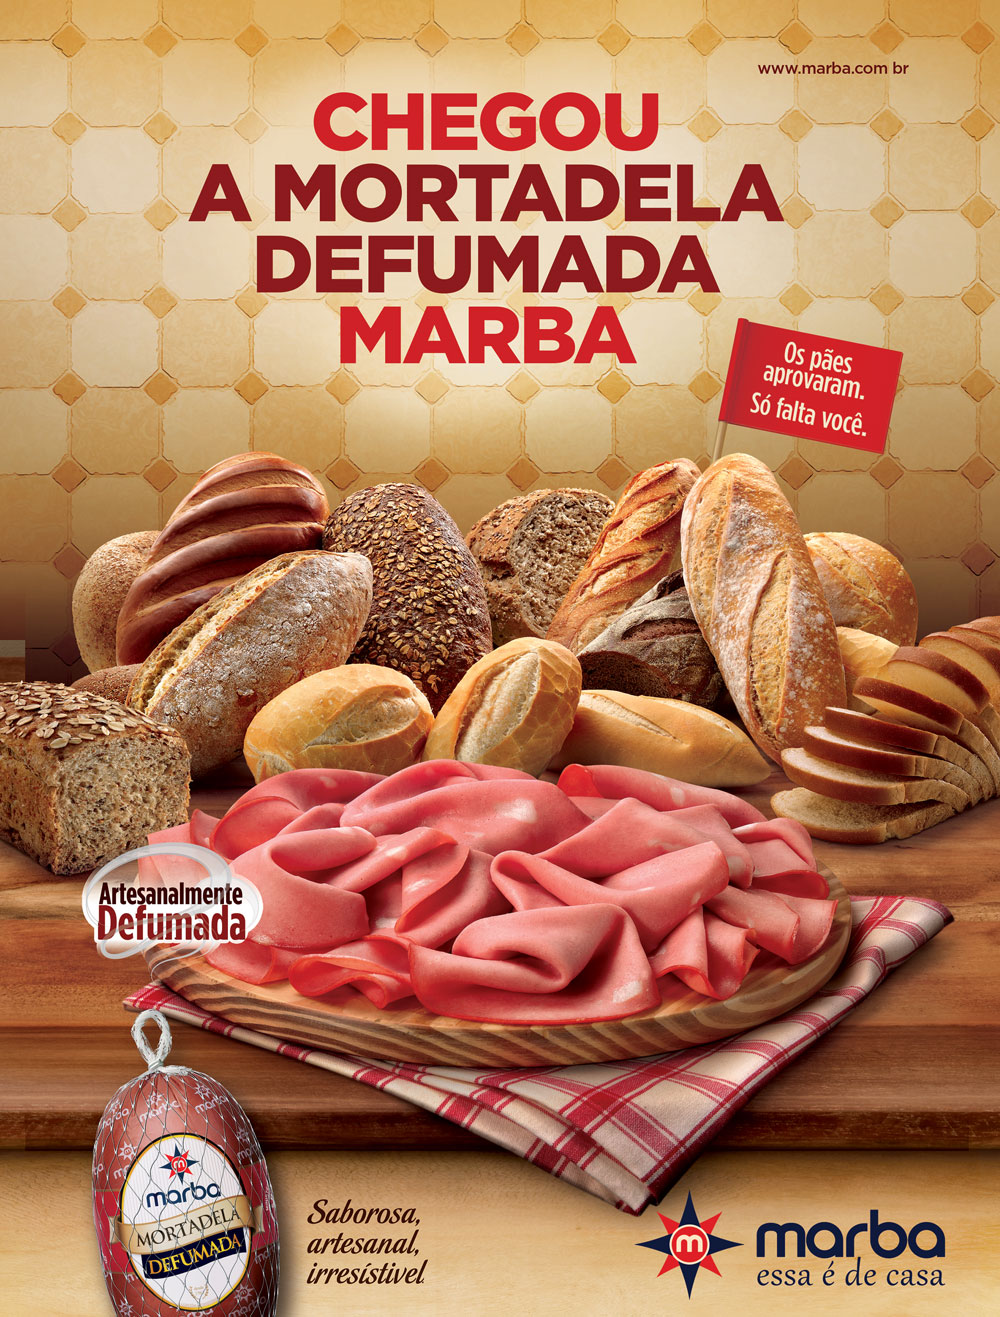 www.marba.com br
CHEGOU
A MORTADELA
DEFUMADA
MARBA
Os pães
aprovaram.
Só falta você.
Artesanalmente
Defumada
marba
MORTADELA
DEFUMADA
Saborosa,
artesanal,
irresístivel
m
marba
essa é de casa